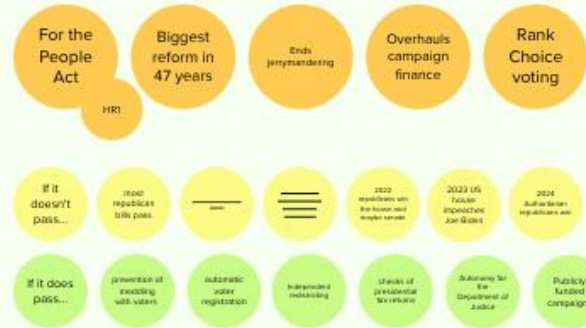 For the
People
Act
HR1
Biggest
reform in
47 years
Ends
jerrymandering
Overhauls
campaign
finance
Rank
Choice
voting
If it
doesn't
pass...
most
republican
bills pass
2022
republicans win
the house and
maybe senate
2023 US
house
impeaches
Joe Biden
2024
Authoritarian
republicans win
If it does
pass...
prevention of
meddling
with voters
automatic
voter
registration
Independent
redistricting
checks of
presidential
tax returns
Autonomy for
the
Department of
Justice
Publicly
funded
campaign